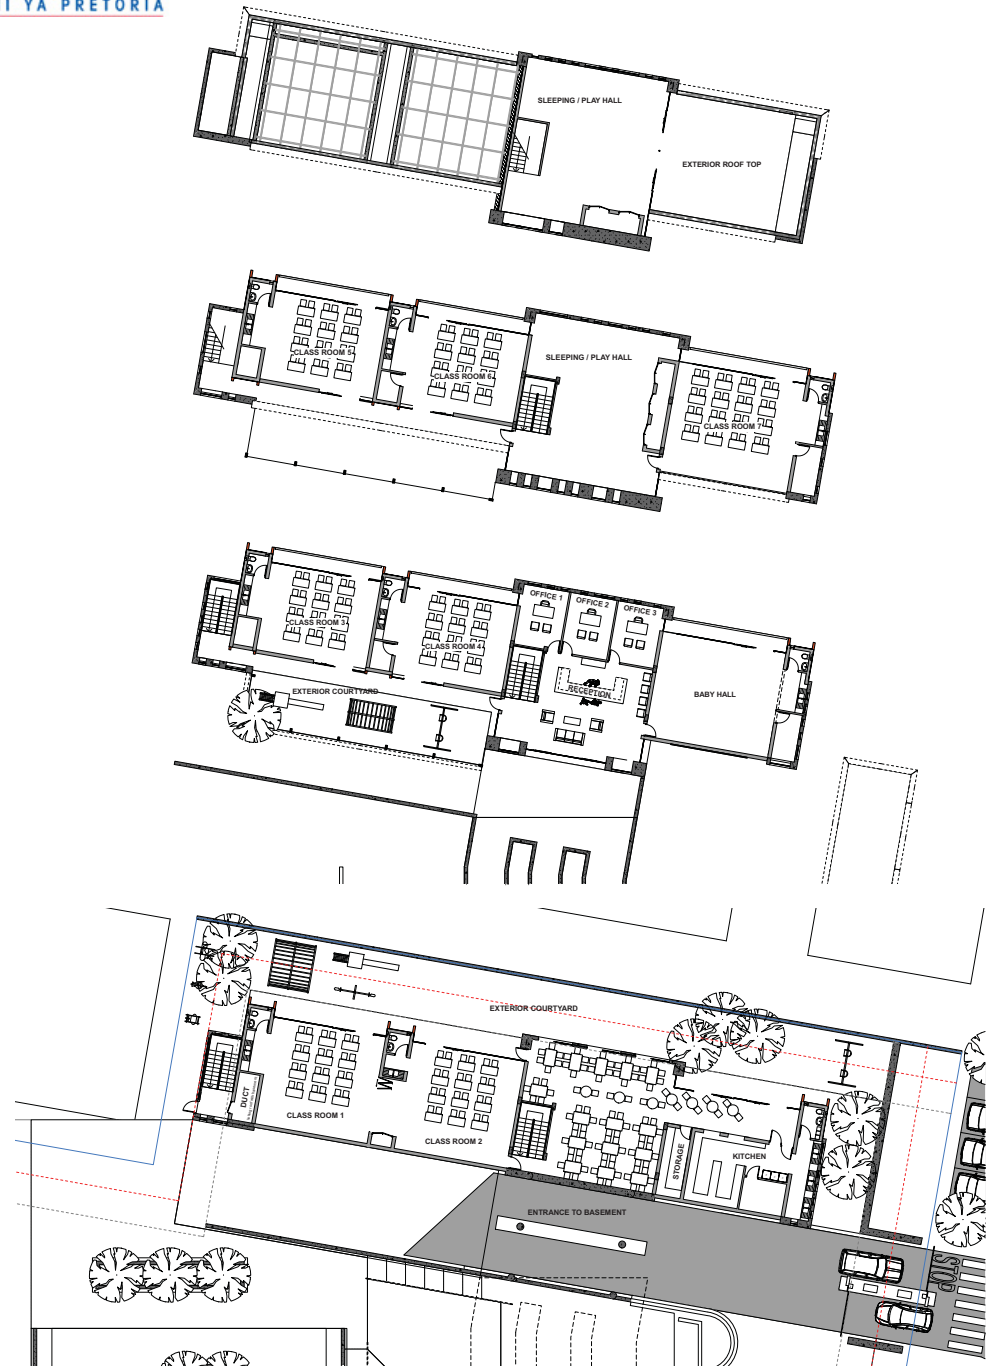 YA PRETORIA
SLEEPING / PLAY HALL
EXTERIOR ROOF TOP
CLASS ROOM 5
CLASS ROOM 6
SLEEPING / PLAY HALL
CLASS ROOM 7
OFFICE 1
OFFICE 2
OFFICE 3
CLASS ROOM 3
CLASS ROOM 4
EXTERIOR COURTYARD
RECEPTION
BABY HALL
EXTERIOR COURTYARD
DUCT
CLASS ROOM 1
CLASS ROOM 2
STORAGE
KITCHEN
ENTRANCE TO BASEMENT
STOP